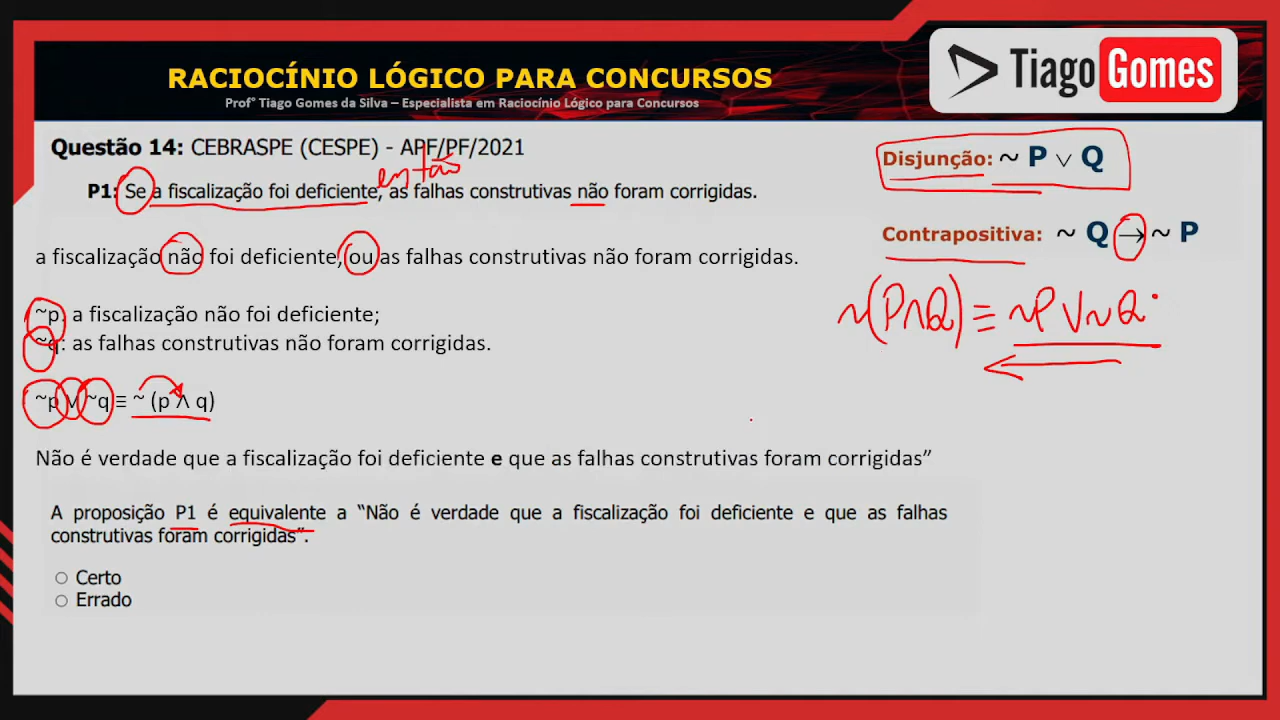 RACIOCÍNIO LÓGICO PARA CONCURSOS
Prof° Tiago Gomes da Silva – Especialista em Raciocínio Lógico para Concursos
Tiago Gomes
Questão 14: CEBRASPE (CESPE) - APF/PF/2021
então
P1: Se a fiscalização foi deficiente, as falhas construtivas não foram corrigidas.
Disjunção: ~ P ∨ Q
Contrapositiva: ~ Q → ~ P
~(P∧Q) ≡ ~P ∨ ~Q
a fiscalização não foi deficiente, ou as falhas construtivas não foram corrigidas.
~p: a fiscalização não foi deficiente;
~q: as falhas construtivas não foram corrigidas.
~p ∨ ~q ≡ ~ (p ∧ q)
Não é verdade que a fiscalização foi deficiente e que as falhas construtivas foram corrigidas”
A proposição P1 é equivalente a “Não é verdade que a fiscalização foi deficiente e que as falhas
construtivas foram corrigidas”.
Certo
Errado